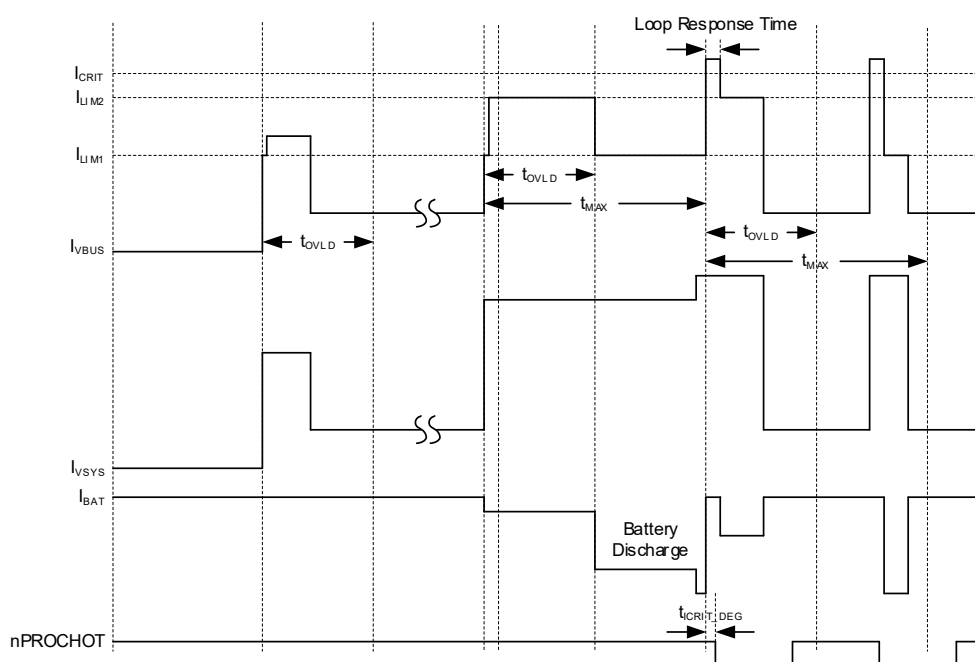 Loop Response Time
ICRIT
ILIM2
ILIM1
tOVLD
tMAX
tOVLD
tOVLD
IVBUS
tMAX
IVSYS
IBAT
Battery
Discharge
tICRIT_DEG
nPROCHOT